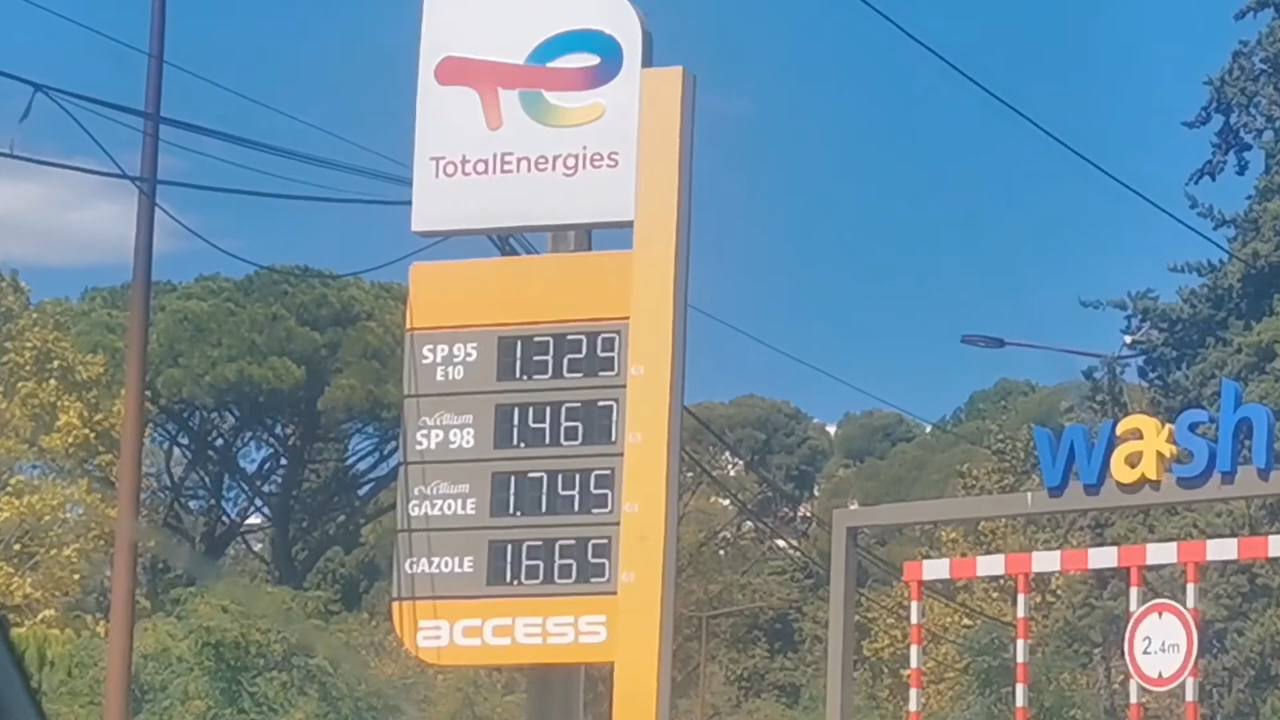 TotalEnergies
SP 95 1.329
E10
Excellium
SP 98 1.467
Excellium
GAZOLE 1.745
GAZOLE 1.665
access
wash
2.4m